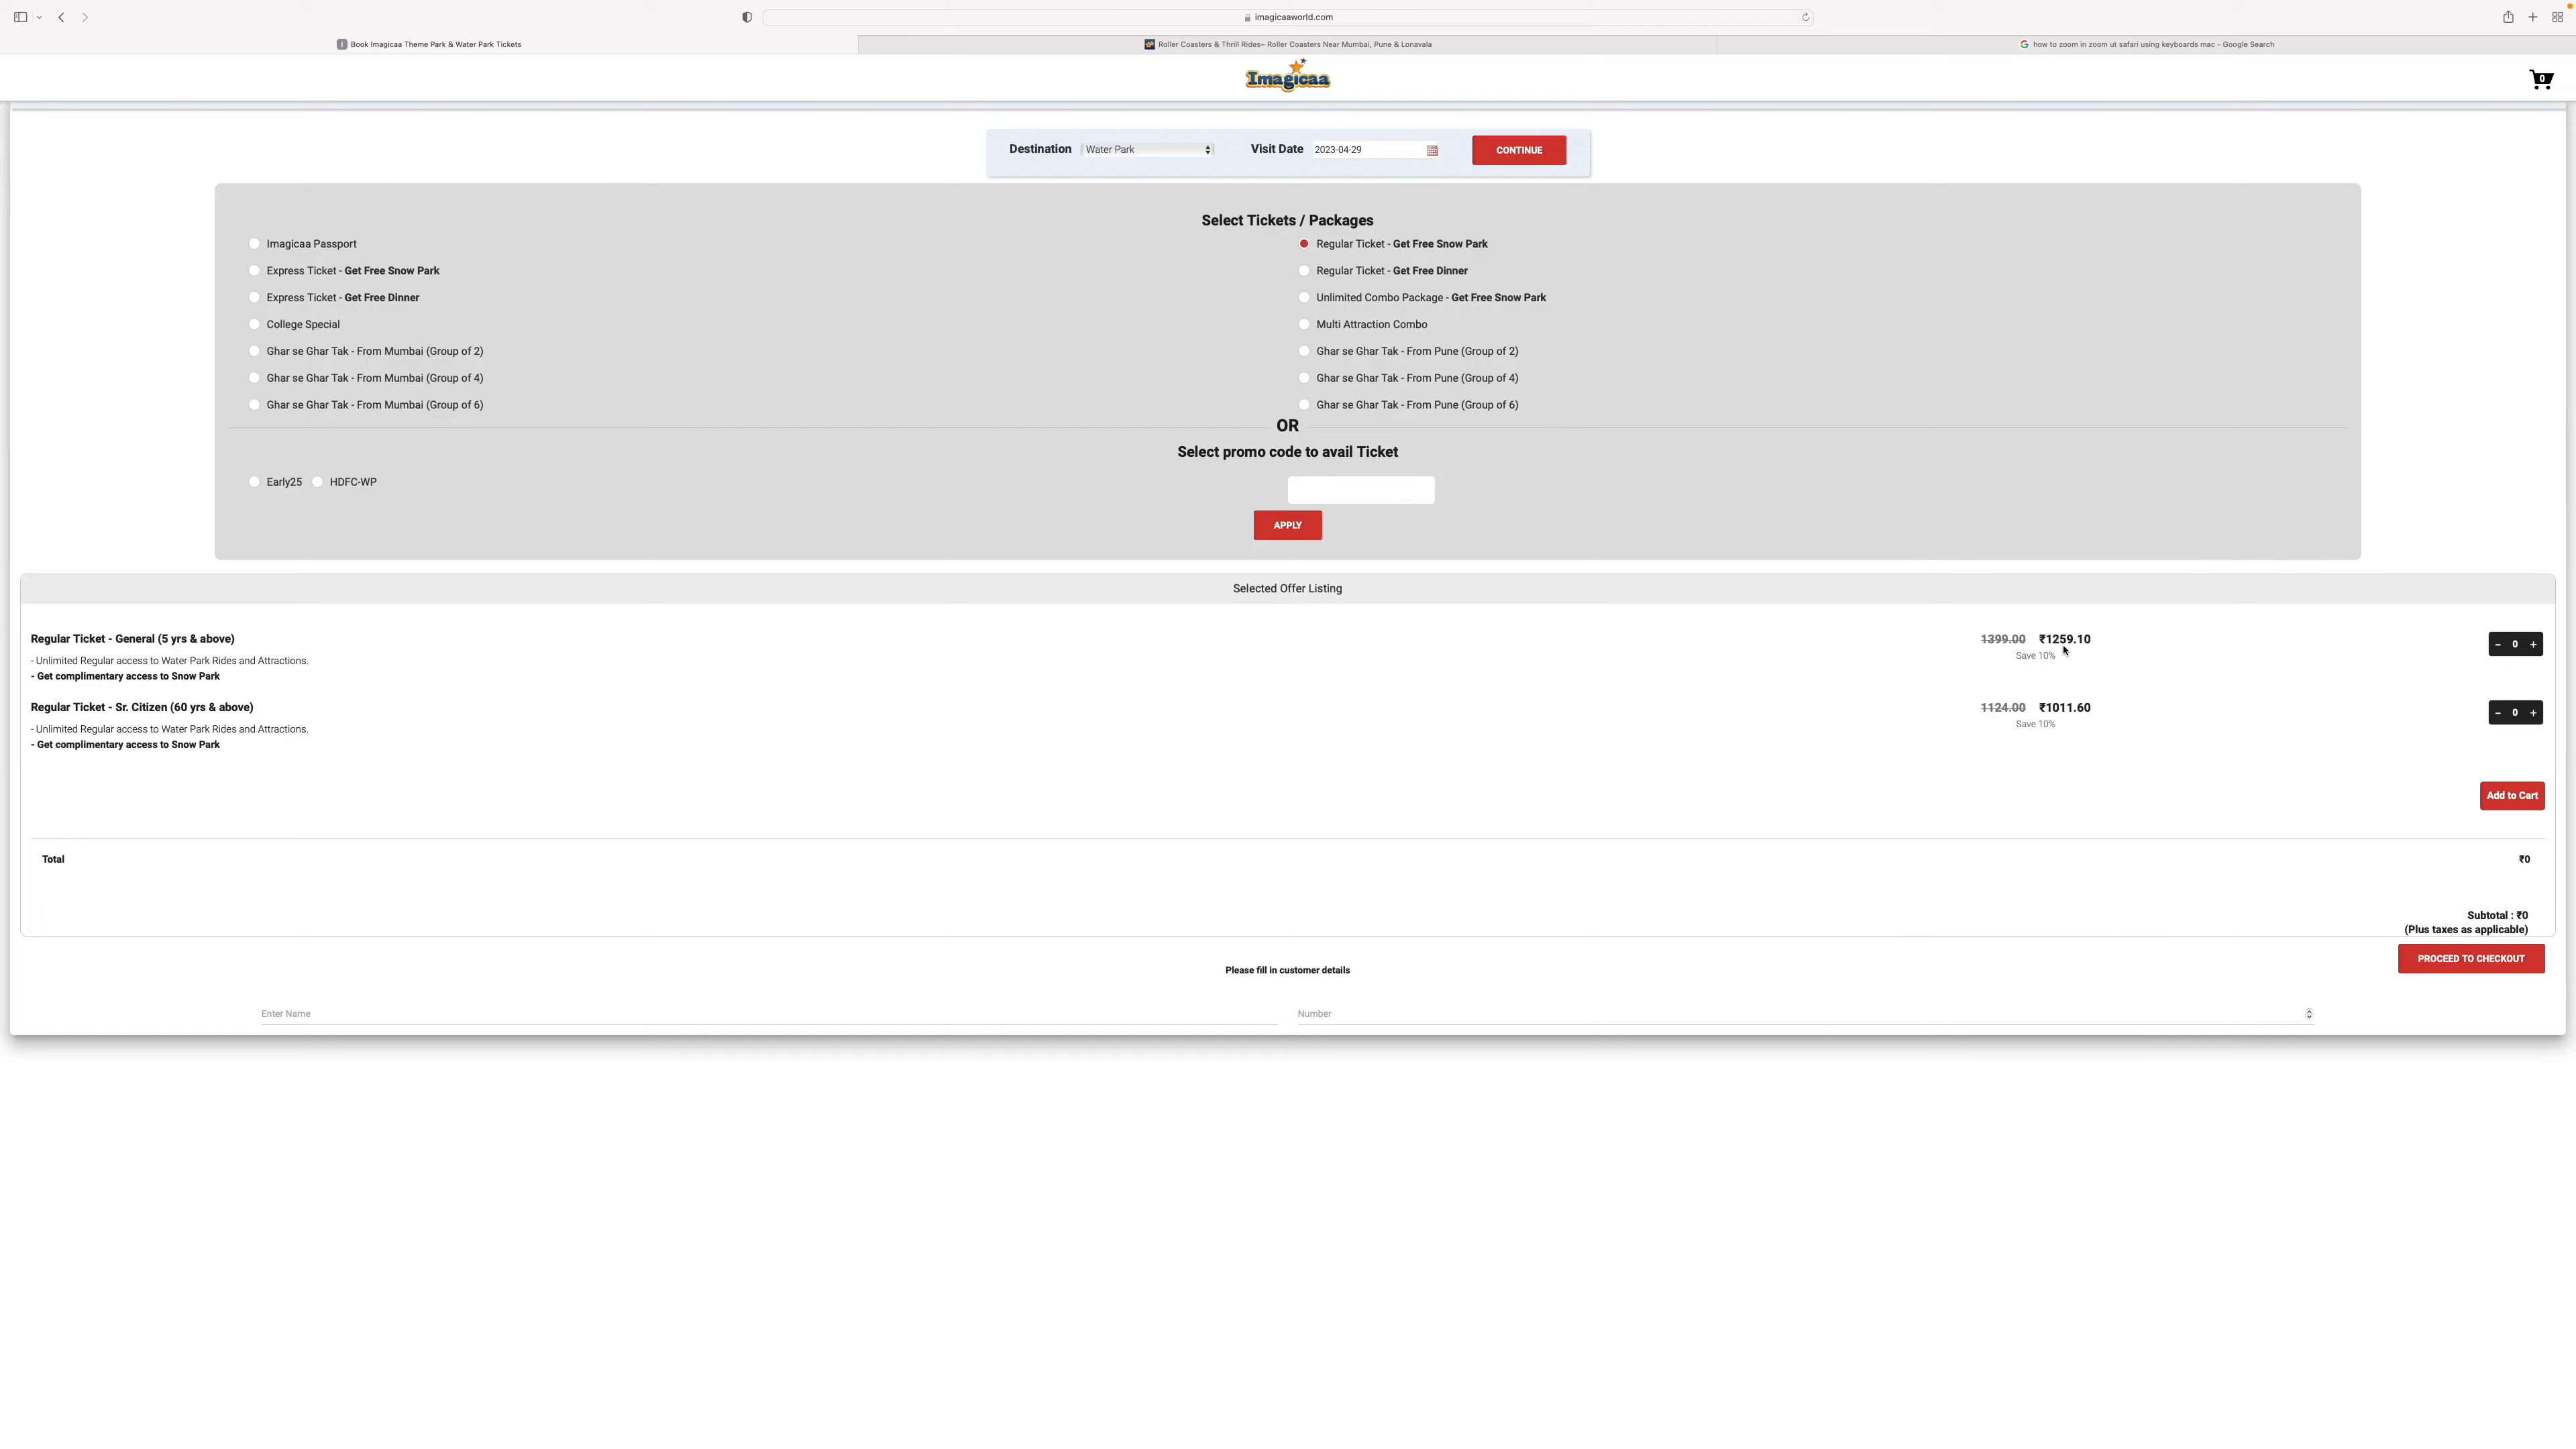 imagicaaworld.com
Book Imagicaa Theme Park & Water Park Tickets
Roller Coasters & Thrill Rides– Roller Coasters Near Mumbai, Pune & Lonavala
how to zoom in zoom ut safari using keyboards mac - Google Search
Imagicaa
0
Destination Water Park Visit Date 2023-04-29 CONTINUE
Select Tickets / Packages
Imagicaa Passport
Regular Ticket - Get Free Snow Park
Express Ticket - Get Free Snow Park
Regular Ticket - Get Free Dinner
Express Ticket - Get Free Dinner
Unlimited Combo Package - Get Free Snow Park
College Special
Multi Attraction Combo
Ghar se Ghar Tak - From Mumbai (Group of 2)
Ghar se Ghar Tak - From Pune (Group of 2)
Ghar se Ghar Tak - From Mumbai (Group of 4)
Ghar se Ghar Tak - From Pune (Group of 4)
Ghar se Ghar Tak - From Mumbai (Group of 6)
Ghar se Ghar Tak - From Pune (Group of 6)
OR
Select promo code to avail Ticket
Early25 HDFC-WP
APPLY
Selected Offer Listing
Regular Ticket - General (5 yrs & above) 1399.00 ₹1259.10 - 0 +
Save 10%
- Unlimited Regular access to Water Park Rides and Attractions.
- Get complimentary access to Snow Park
Regular Ticket - Sr. Citizen (60 yrs & above) 1124.00 ₹1011.60 - 0 +
Save 10%
- Unlimited Regular access to Water Park Rides and Attractions.
- Get complimentary access to Snow Park
Add to Cart
Total ₹0
Subtotal : ₹0
(Plus taxes as applicable)
PROCEED TO CHECKOUT
Please fill in customer details
Enter Name Number